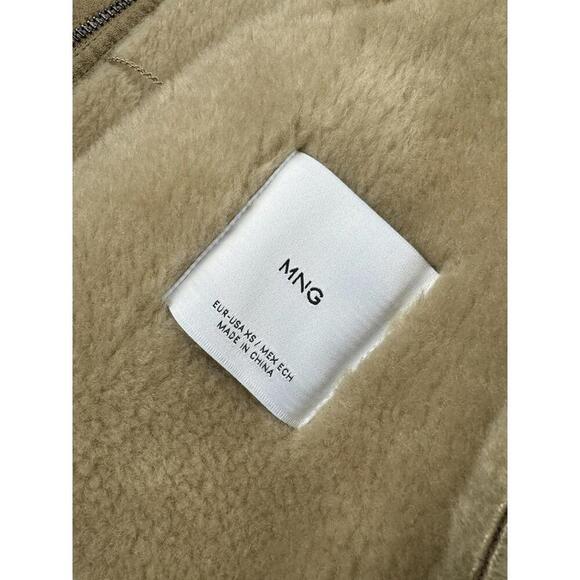 MNG
EUR-USA XS / MEX ECH
MADE IN CHINA